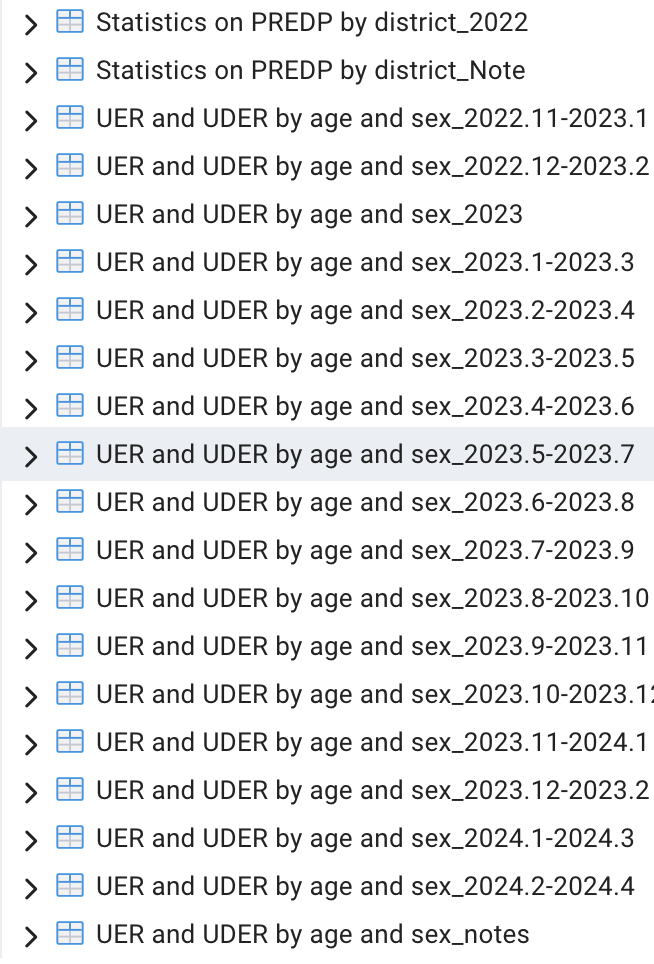 Statistics on PREDP by district_2022
Statistics on PREDP by district_Note
UER and UDER by age and sex_2022.11-2023.1
UER and UDER by age and sex_2022.12-2023.2
UER and UDER by age and sex_2023
UER and UDER by age and sex_2023.1-2023.3
UER and UDER by age and sex_2023.2-2023.4
UER and UDER by age and sex_2023.3-2023.5
UER and UDER by age and sex_2023.4-2023.6
UER and UDER by age and sex_2023.5-2023.7
UER and UDER by age and sex_2023.6-2023.8
UER and UDER by age and sex_2023.7-2023.9
UER and UDER by age and sex_2023.8-2023.10
UER and UDER by age and sex_2023.9-2023.11
UER and UDER by age and sex_2023.10-2023.12
UER and UDER by age and sex_2023.11-2024.1
UER and UDER by age and sex_2023.12-2023.2
UER and UDER by age and sex_2024.1-2024.3
UER and UDER by age and sex_2024.2-2024.4
UER and UDER by age and sex_notes